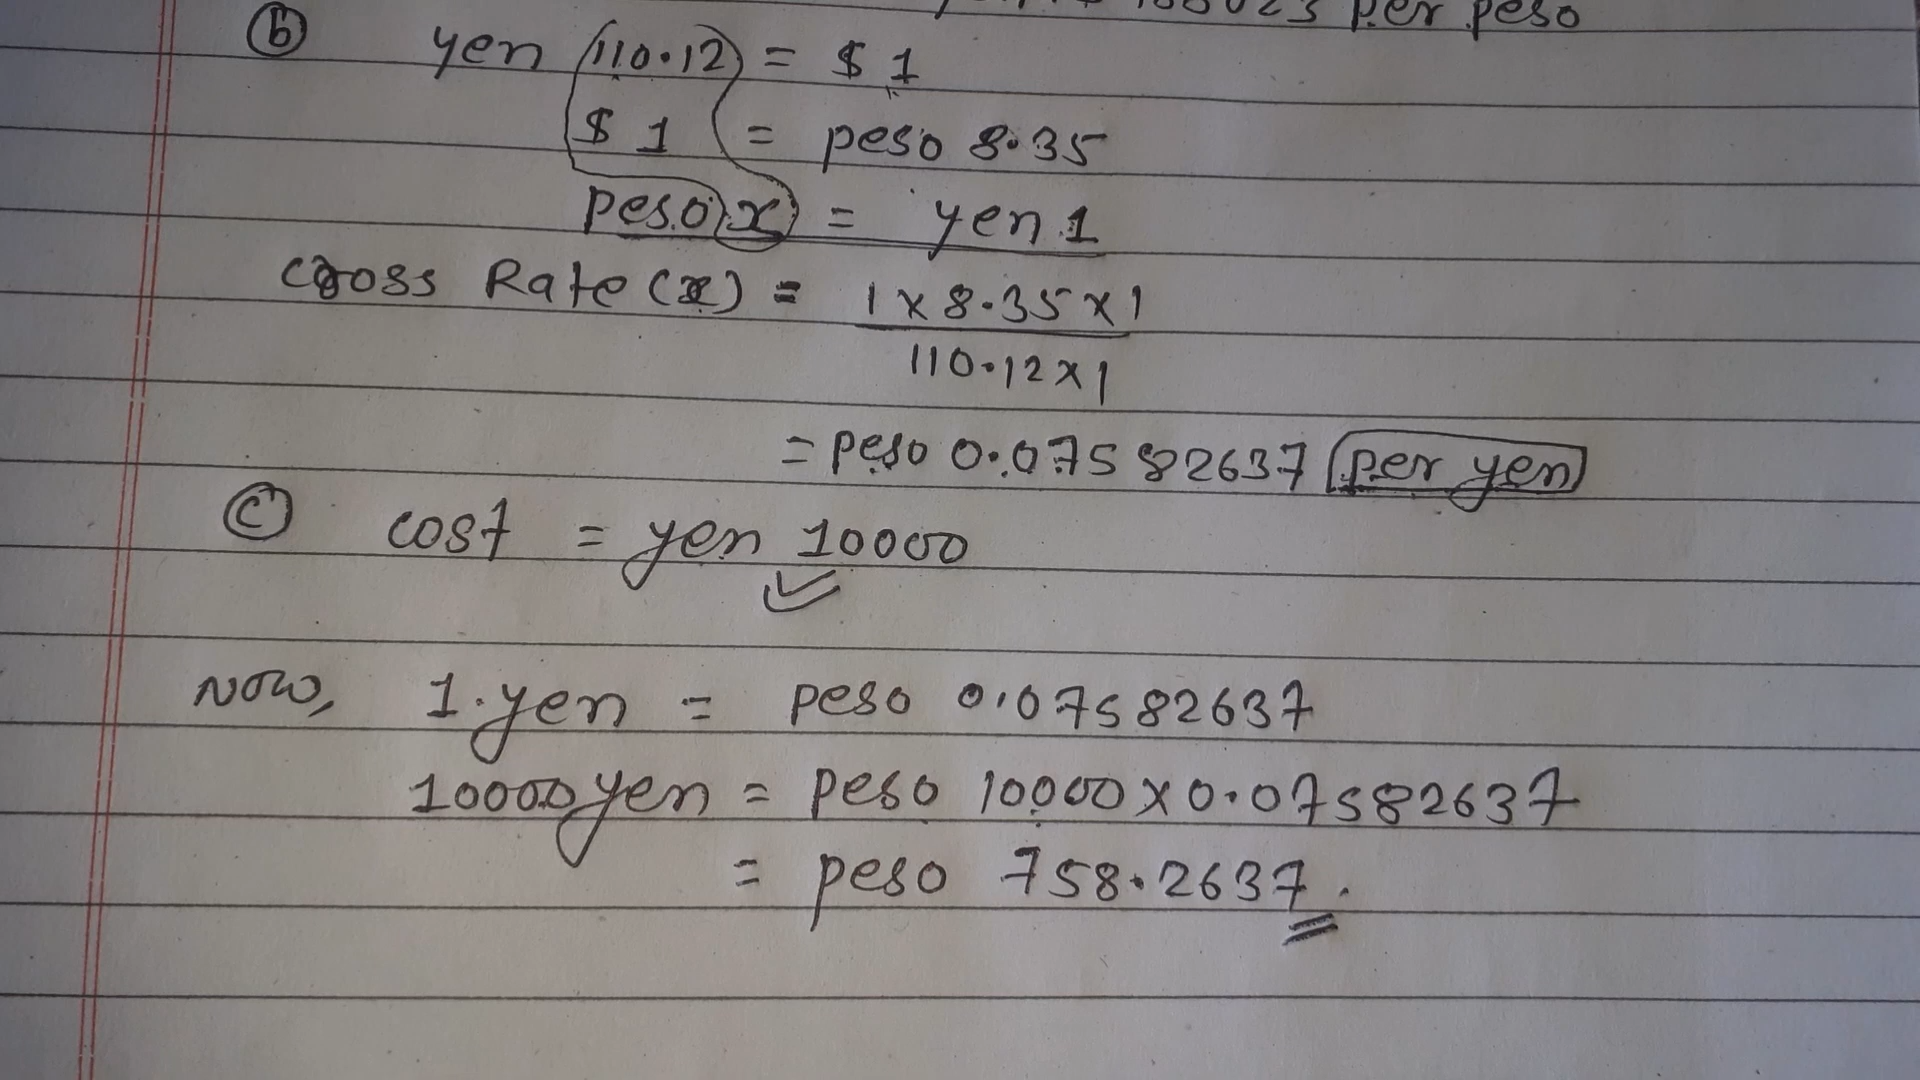 per peso
ⓑ yen 110.12 = $ 1
$ 1 = peso 8.35
peso x = yen 1
Cross Rate (x) = 1 x 8.35 x 1
110.12 x 1
= peso 0.07582637 per yen
ⓒ cost = yen 10000
Now, 1 yen = peso 0.07582637
10000 yen = peso 10000 x 0.07582637
= peso 758.2637.